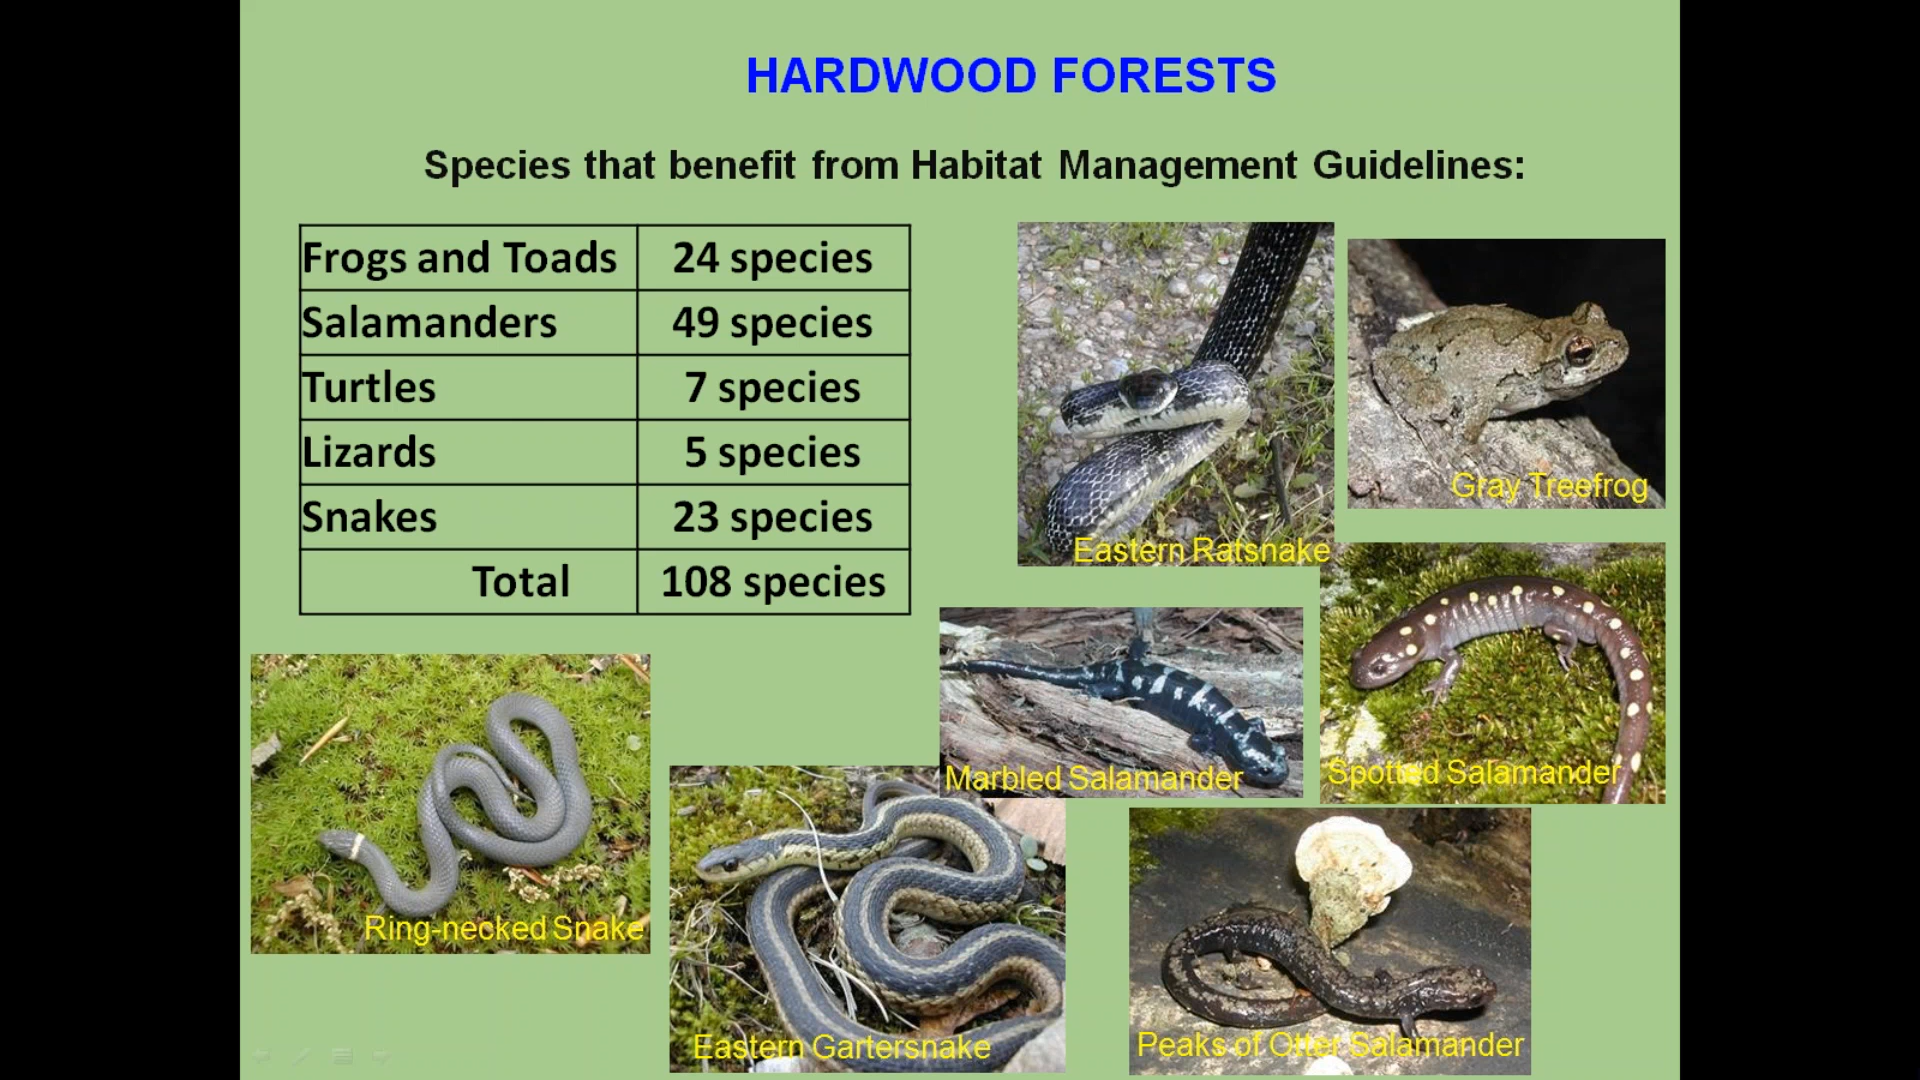 HARDWOOD FORESTS
Species that benefit from Habitat Management Guidelines:
Frogs and Toads 24 species
Salamanders 49 species
Turtles 7 species
Lizards 5 species
Snakes 23 species
Total 108 species
Gray Treefrog
Eastern Ratsnake
Marbled Salamander
Spotted Salamander
Ring-necked Snake
Eastern Gartersnake
Peaks of Otter Salamander